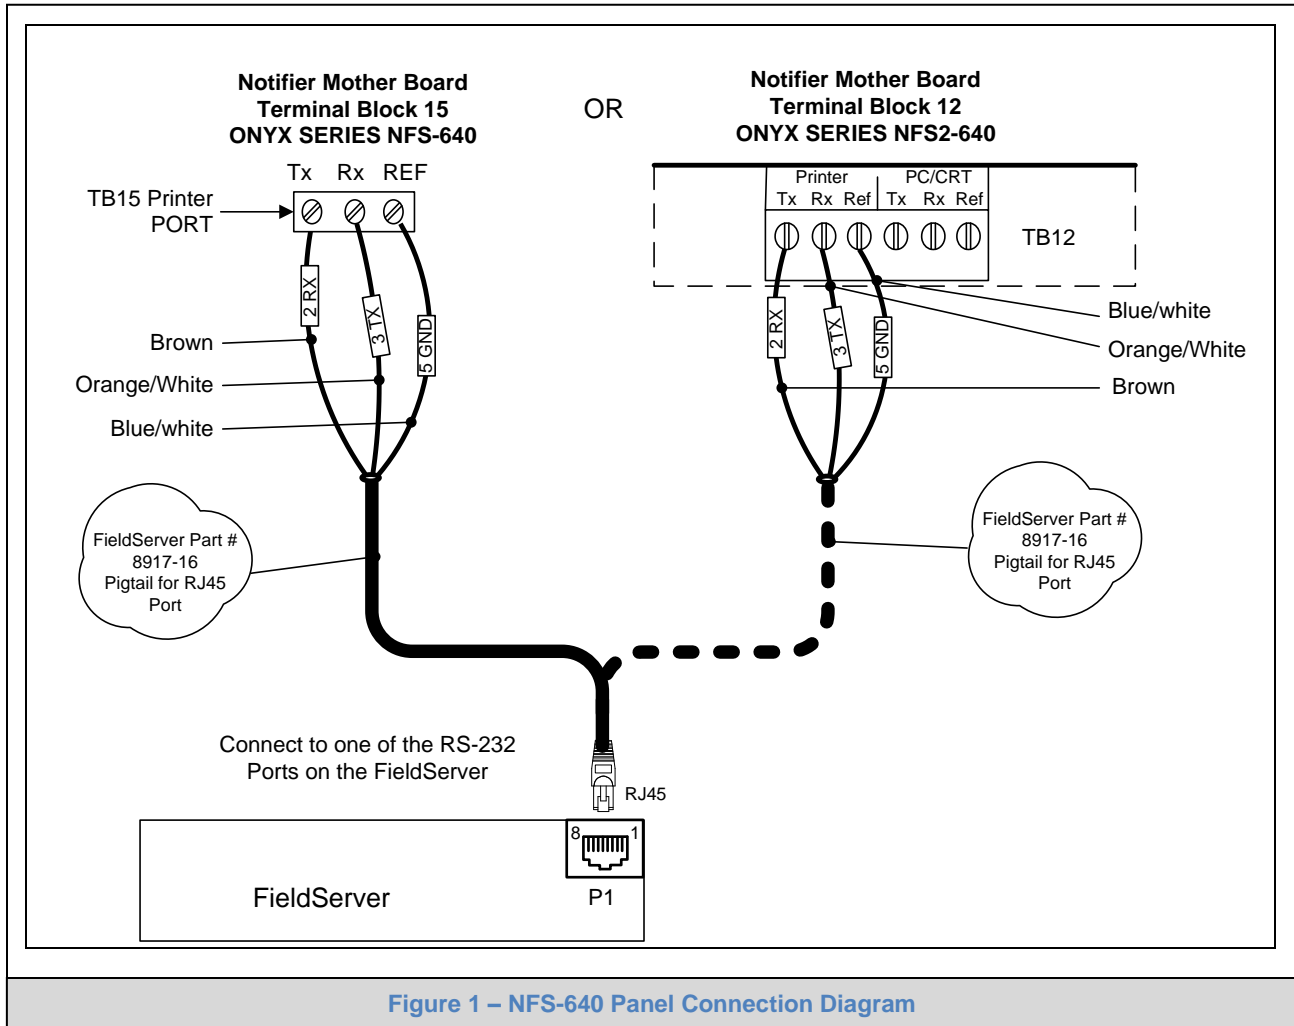 Notifier Mother Board
Terminal Block 15
ONYX SERIES NFS-640
OR
Notifier Mother Board
Terminal Block 12
ONYX SERIES NFS2-640
Tx Rx REF
TB15 Printer
PORT
Printer PC/CRT
Tx Rx Ref Tx Rx Ref
TB12
2 RX
3 TX
5 GND
Brown
Orange/White
Blue/white
2 RX
3 TX
5 GND
Blue/white
Orange/White
Brown
FieldServer Part #
8917-16
Pigtail for RJ45
Port
FieldServer Part #
8917-16
Pigtail for RJ45
Port
Connect to one of the RS-232
Ports on the FieldServer
RJ45
8 1
P1
FieldServer
Figure 1 – NFS-640 Panel Connection Diagram